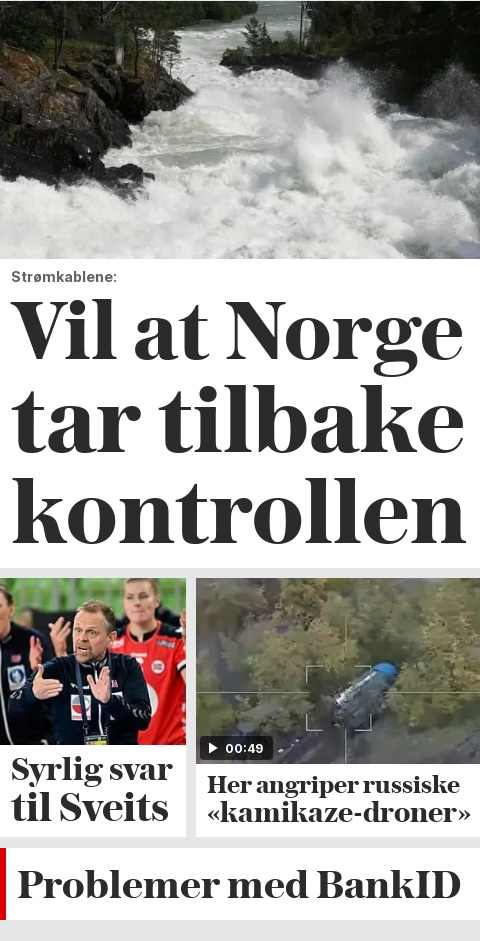 Strømkablene:
Vil at Norge
tar tilbake
kontrollen
Syrlig svar
til Sveits
00:49
Her angriper russiske
«kamikaze-droner»
Problemer med BankID